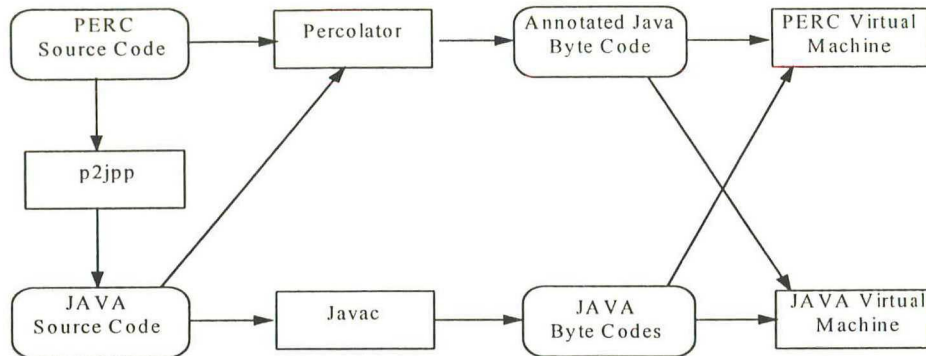 PERC
Source Code
Percolator
Annotated Java
Byte Code
PERC Virtual
Machine
p2jpp
JAVA
Source Code
Javac
JAVA
Byte Codes
JAVA Virtual
Machine